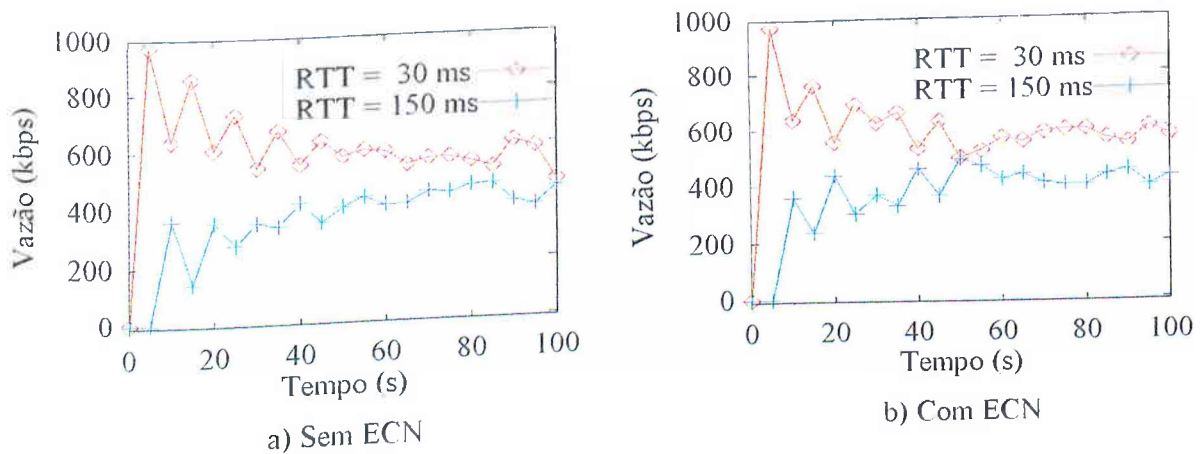 1000
800
600
400
200
0
Vazão (kbps)
RTT = 30 ms
RTT = 150 ms
0 20 40 60 80 100
Tempo (s)
a) Sem ECN
1000
800
600
400
200
0
Vazão (kbps)
RTT = 30 ms
RTT = 150 ms
0 20 40 60 80 100
Tempo (s)
b) Com ECN